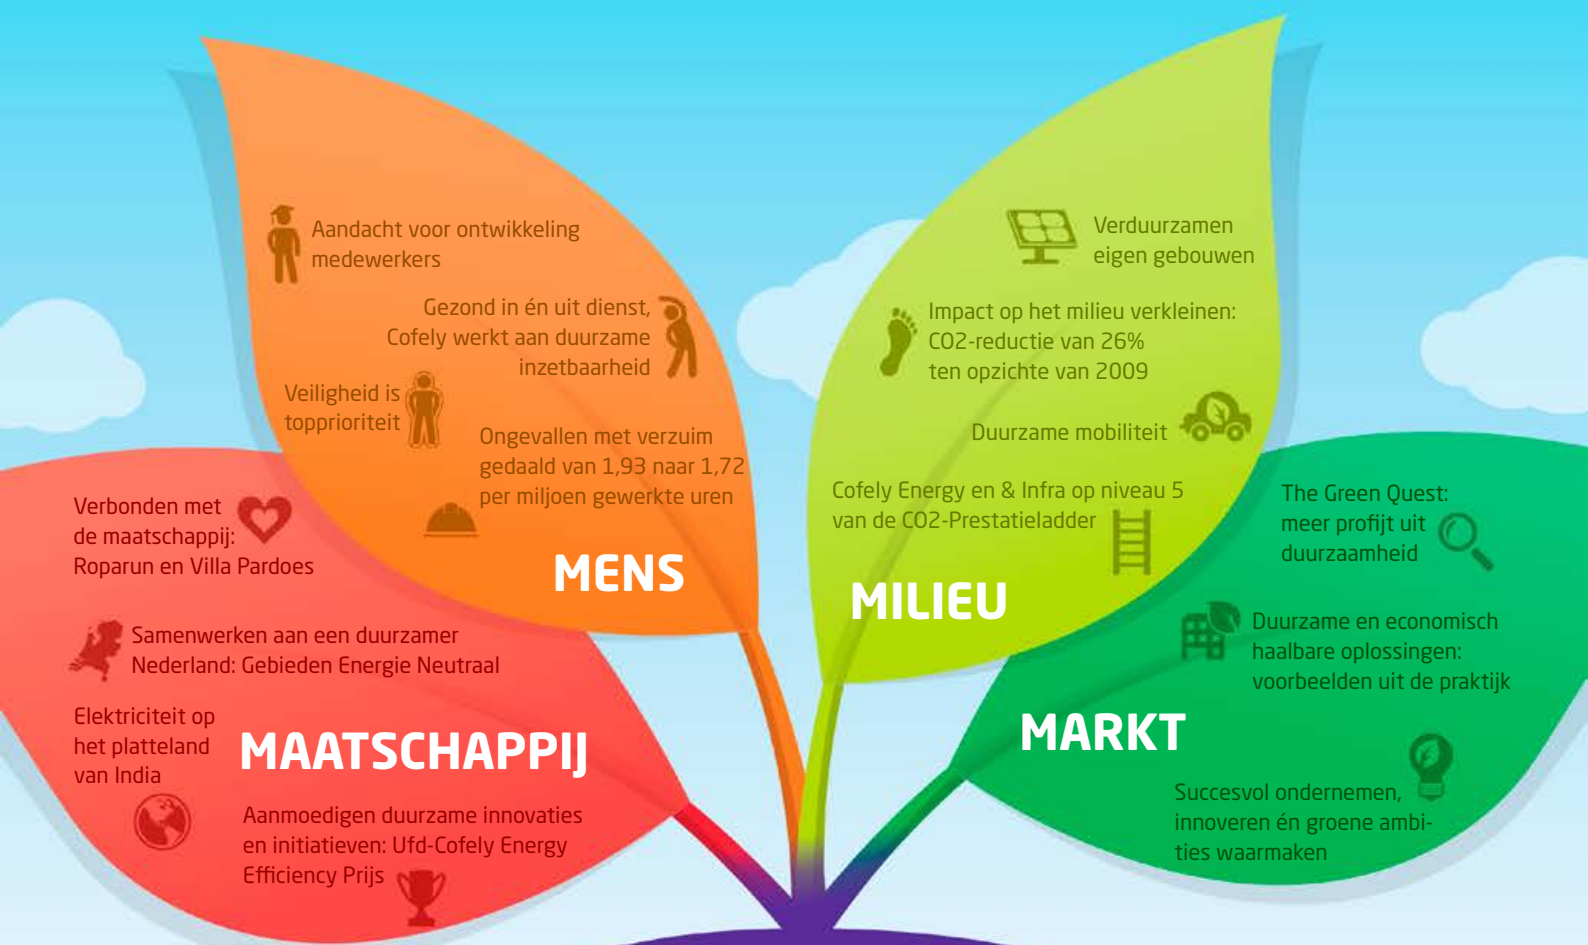 Aandacht voor ontwikkeling
medewerkers
Gezond in én uit dienst,
Cofely werkt aan duurzame
inzetbaarheid
Veiligheid is
topprioriteit
Ongevallen met verzuim
gedaald van 1,93 naar 1,72
per miljoen gewerkte uren
MENS
Verduurzamen
eigen gebouwen
Impact op het milieu verkleinen:
CO2-reductie van 26%
ten opzichte van 2009
Duurzame mobiliteit
Cofely Energy en & Infra op niveau 5
van de CO2-Prestatieladder
MILIEU
Verbonden met
de maatschappij:
Roparun en Villa Pardoes
Samenwerken aan een duurzamer
Nederland: Gebieden Energie Neutraal
Elektriciteit op
het platteland
van India
MAATSCHAPPIJ
Aanmoedigen duurzame innovaties
en initiatieven: Ufd-Cofely Energy
Efficiency Prijs
The Green Quest:
meer profijt uit
duurzaamheid
Duurzame en economisch
haalbare oplossingen:
voorbeelden uit de praktijk
MARKT
Succesvol ondernemen,
innoveren én groene ambi-
ties waarmaken